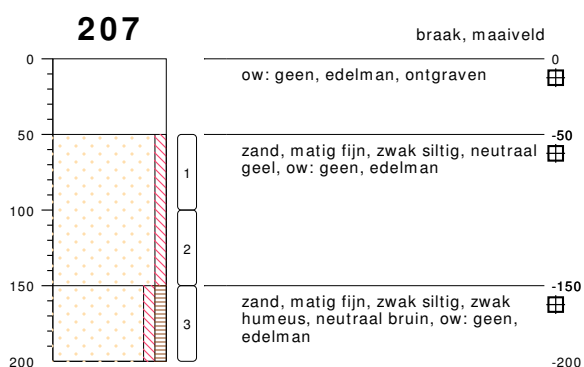 207
braak, maaiveld
0
0
ow: geen, edelman, ontgraven
50
-50
zand, matig fijn, zwak siltig, neutraal
geel, ow: geen, edelman
1
100
2
150
-150
zand, matig fijn, zwak siltig, zwak
humeus, neutraal bruin, ow: geen,
edelman
3
200
-200